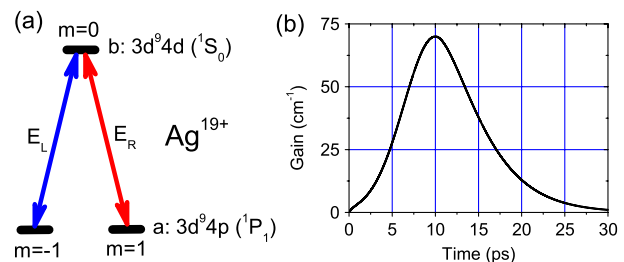 (a)
m=0
b: 3d⁹4d (¹S₀)
E_L
E_R
Ag¹⁹⁺
m=-1
m=1
a: 3d⁹4p (¹P₁)
(b)
Gain (cm⁻¹)
75
50
25
0
0 5 10 15 20 25 30
Time (ps)